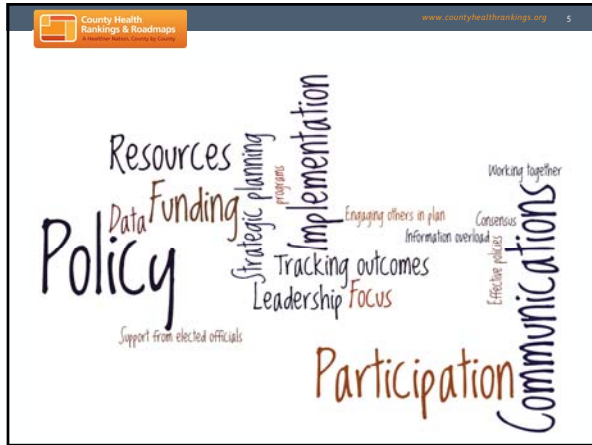 County Health
Rankings & Roadmaps
A Healthier Nation, County by County
www.countyhealthrankings.org 5
Resources
Strategic planning
programs
Implementation
Working together
Data
Funding
Engaging others in plan
Consensus
Policy
Information overload
Effective policies
Communications
Tracking outcomes
Leadership
Focus
Support from elected officials
Participation